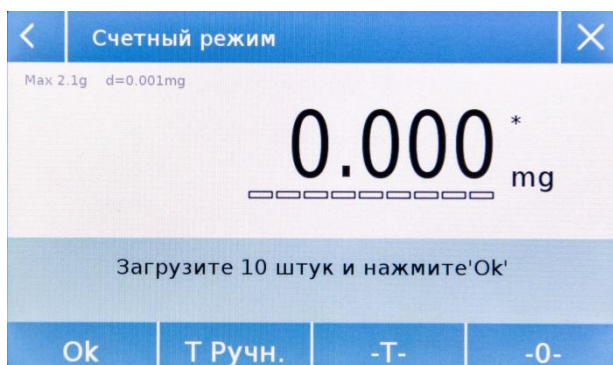 Счетный режим
Max 2.1g d=0.001mg
0.000 * mg
Загрузите 10 штук и нажмите'Ok'
Ok T Ручн. -T- -0-